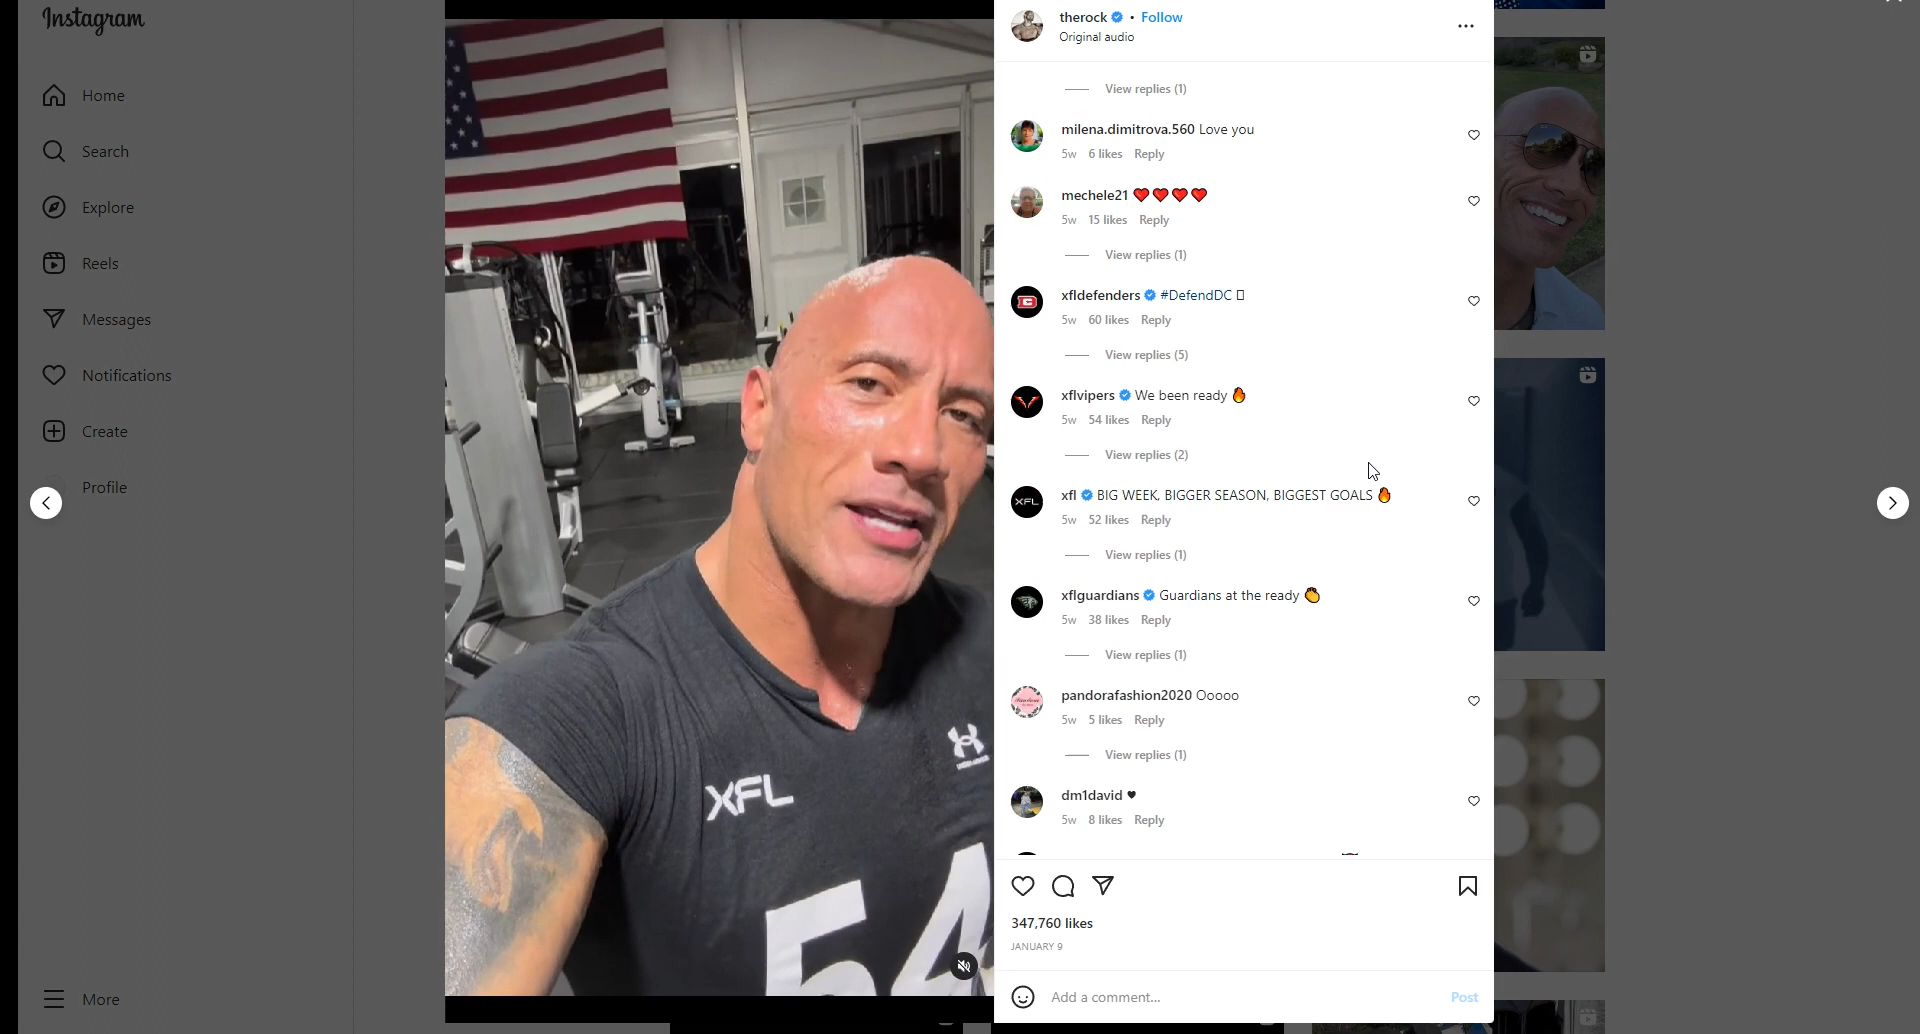 Instagram
Home
Search
Explore
Reels
Messages
Notifications
Create
Profile
More
XFL
54
therock • Follow
Original audio
View replies (1)
milena.dimitrova.560 Love you
5w 6 likes Reply
mechele21 ❤️❤️❤️❤️
5w 15 likes Reply
View replies (1)
xfldefenders #DefendDC
5w 60 likes Reply
View replies (5)
xflvipers We been ready 🔥
5w 54 likes Reply
View replies (2)
XFL
xfl BIG WEEK, BIGGER SEASON, BIGGEST GOALS 🔥
5w 52 likes Reply
View replies (1)
xflguardians Guardians at the ready 👏
5w 38 likes Reply
View replies (1)
pandorafashion2020 Ooooo
5w 5 likes Reply
View replies (1)
dm1david ♥
5w 8 likes Reply
347,760 likes
JANUARY 9
Add a comment...
Post